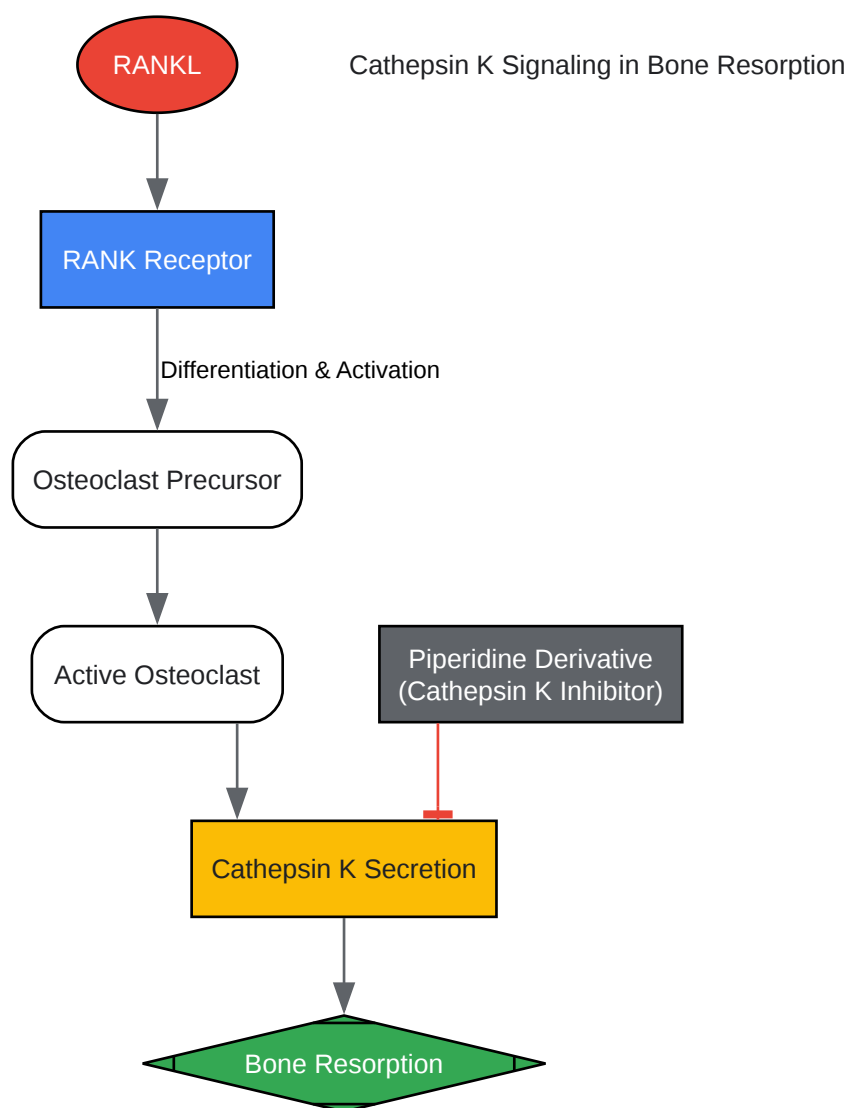 RANKL
Cathepsin K Signaling in Bone Resorption
RANK Receptor
Differentiation & Activation
Osteoclast Precursor
Active Osteoclast
Piperidine Derivative
(Cathepsin K Inhibitor)
Cathepsin K Secretion
Bone Resorption